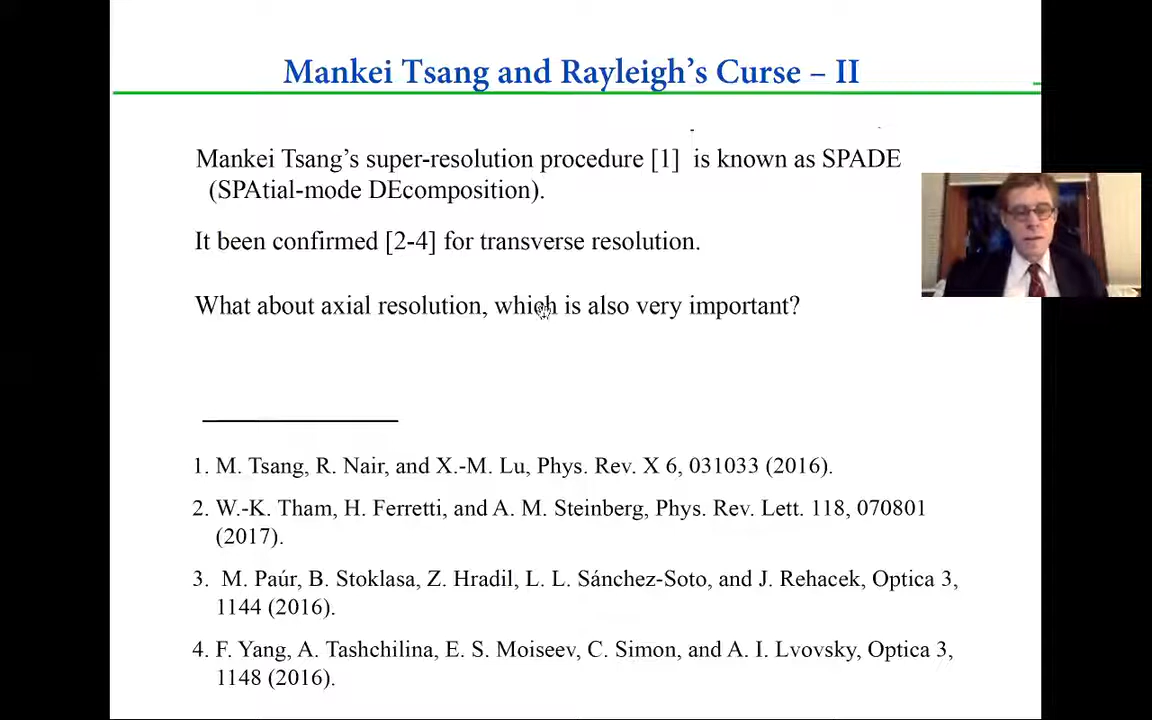 Mankei Tsang and Rayleigh's Curse – II
Mankei Tsang's super-resolution procedure [1] is known as SPADE
(SPAtial-mode DEcomposition).
It been confirmed [2-4] for transverse resolution.
What about axial resolution, which is also very important?
1. M. Tsang, R. Nair, and X.-M. Lu, Phys. Rev. X 6, 031033 (2016).
2. W.-K. Tham, H. Ferretti, and A. M. Steinberg, Phys. Rev. Lett. 118, 070801
(2017).
3. M. Paúr, B. Stoklasa, Z. Hradil, L. L. Sánchez-Soto, and J. Rehacek, Optica 3,
1144 (2016).
4. F. Yang, A. Tashchilina, E. S. Moiseev, C. Simon, and A. I. Lvovsky, Optica 3,
1148 (2016).